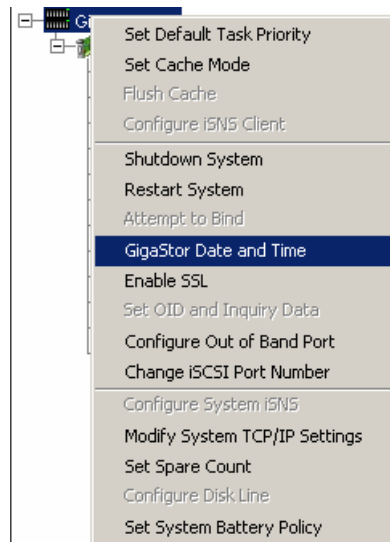 Set Default Task Priority
Set Cache Mode
Flush Cache
Configure iSNS Client
Shutdown System
Restart System
Attempt to Bind
GigaStor Date and Time
Enable SSL
Set OID and Inquiry Data
Configure Out of Band Port
Change iSCSI Port Number
Configure System iSNS
Modify System TCP/IP Settings
Set Spare Count
Configure Disk Line
Set System Battery Policy